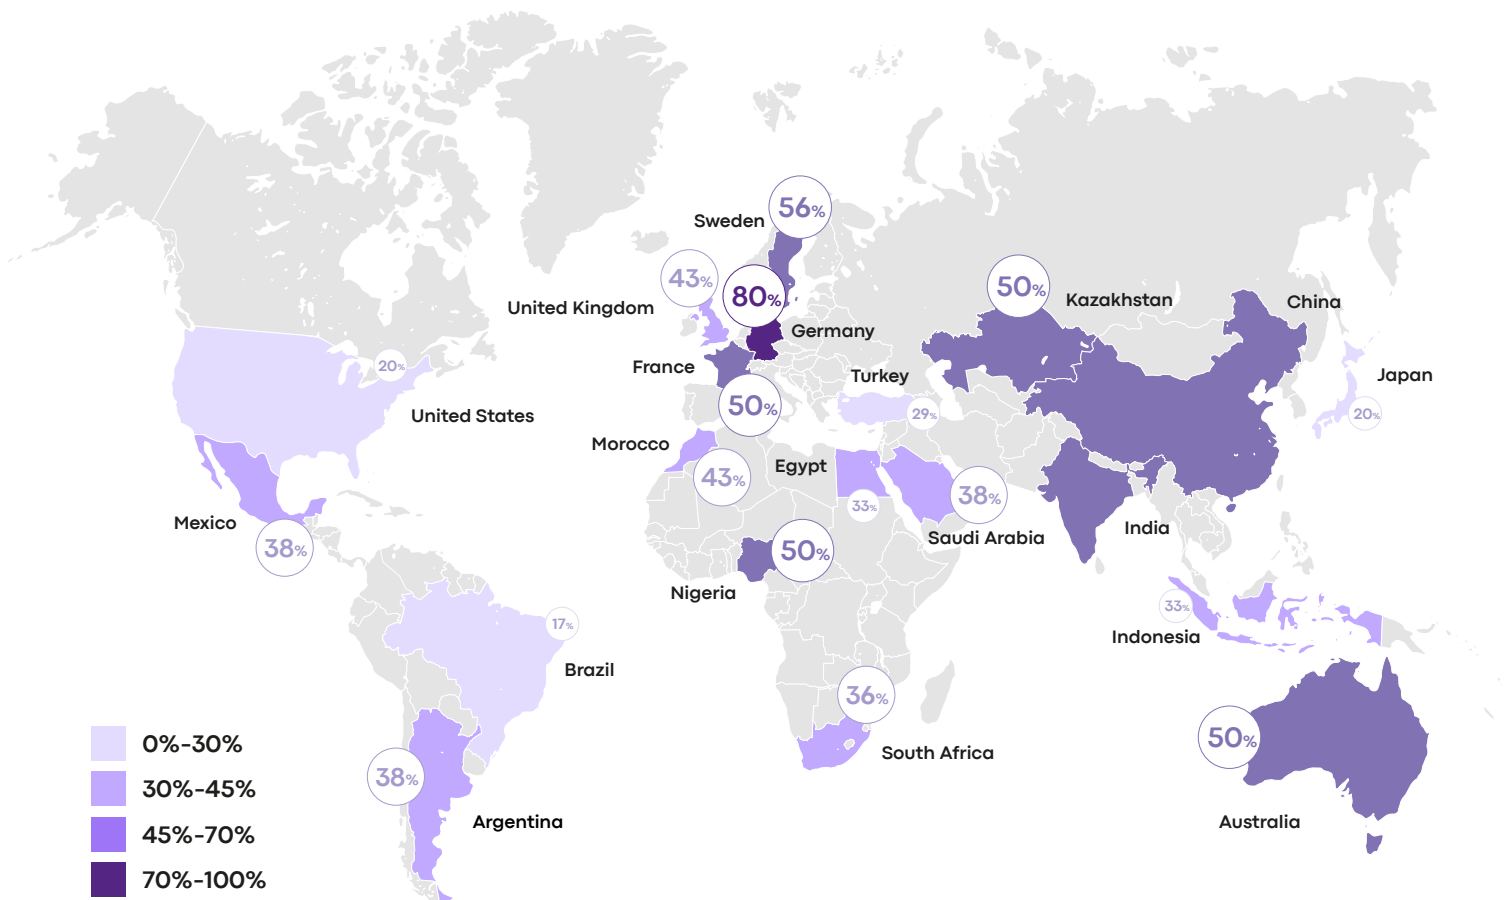 56%
Sweden
43%
80%
50%
Kazakhstan
China
United Kingdom
Germany
20%
France
Turkey
Japan
50%
29%
20%
United States
Morocco
Egypt
43%
33%
38%
Mexico
India
38%
Saudi Arabia
50%
Nigeria
33%
17%
Indonesia
Brazil
36%
50%
South Africa
38%
Argentina
Australia
0%-30%
30%-45%
45%-70%
70%-100%